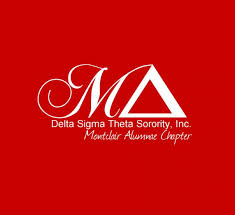 MΔ
Delta Sigma Theta Sorority, Inc.
Montclair Alumnae Chapter